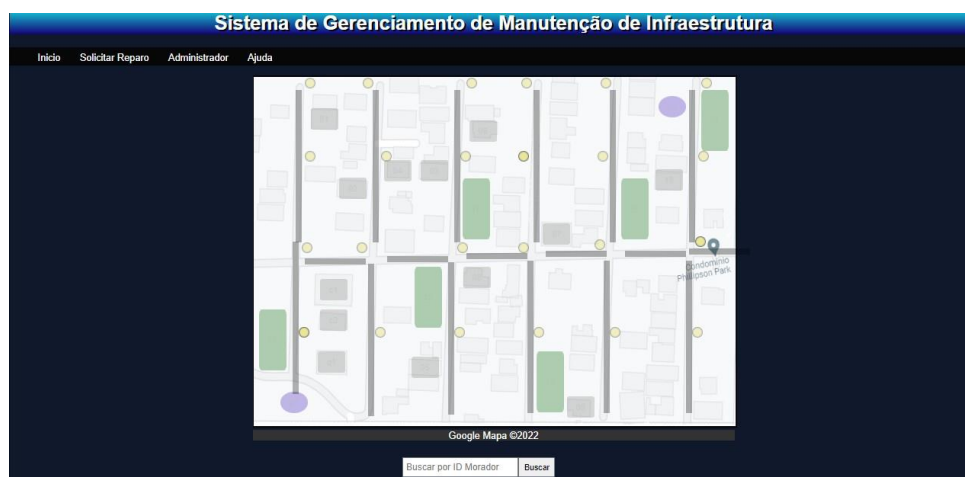 Sistema de Gerenciamento de Manutenção de Infraestrutura
Inicio Solicitar Reparo Administrador Ajuda
Condomínio
Phillipson Park
Google Mapa ©2022
Buscar por ID Morador Buscar